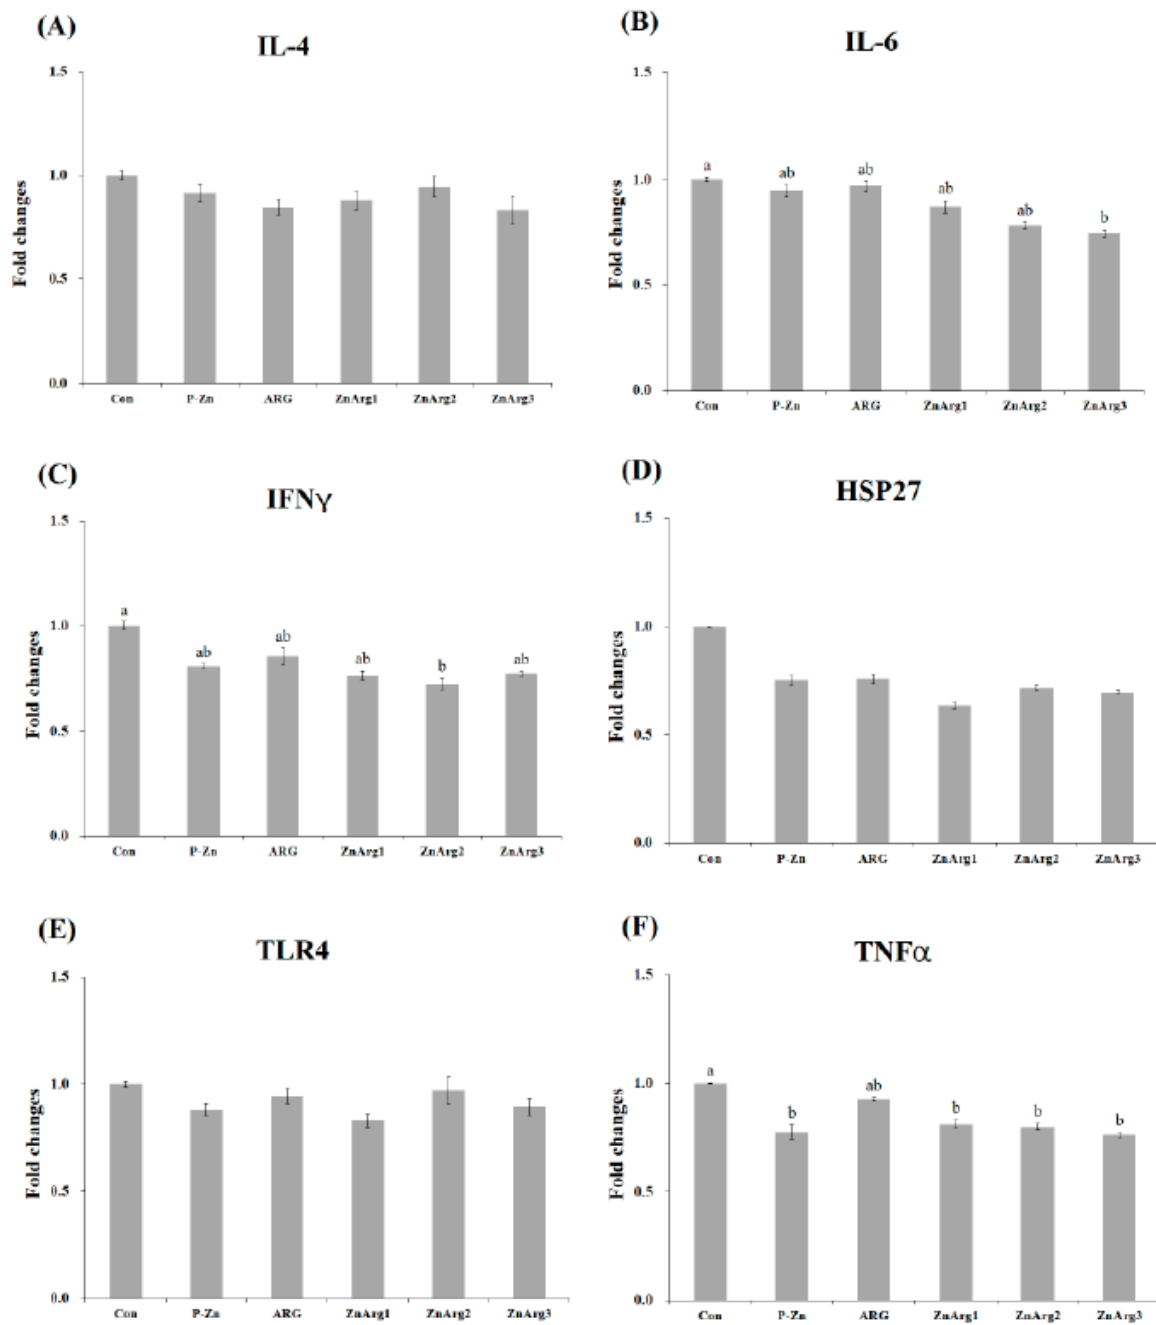 (A)
IL-4
1.5
1.0
0.5
0.0
Fold changes
Con P-Zn ARG ZnArg1 ZnArg2 ZnArg3
(B)
IL-6
1.5
1.0
0.5
0.0
Fold changes
a ab ab ab ab b
Con P-Zn ARG ZnArg1 ZnArg2 ZnArg3
(C)
IFNγ
1.5
1.0
0.5
0.0
Fold changes
a ab ab ab b ab
Con P-Zn ARG ZnArg1 ZnArg2 ZnArg3
(D)
HSP27
1.5
1.0
0.5
0.0
Fold changes
Con P-Zn ARG ZnArg1 ZnArg2 ZnArg3
(E)
TLR4
1.5
1.0
0.5
0.0
Fold changes
Con P-Zn ARG ZnArg1 ZnArg2 ZnArg3
(F)
TNFα
1.5
1.0
0.5
0.0
Fold changes
a b ab b b b
Con P-Zn ARG ZnArg1 ZnArg2 ZnArg3